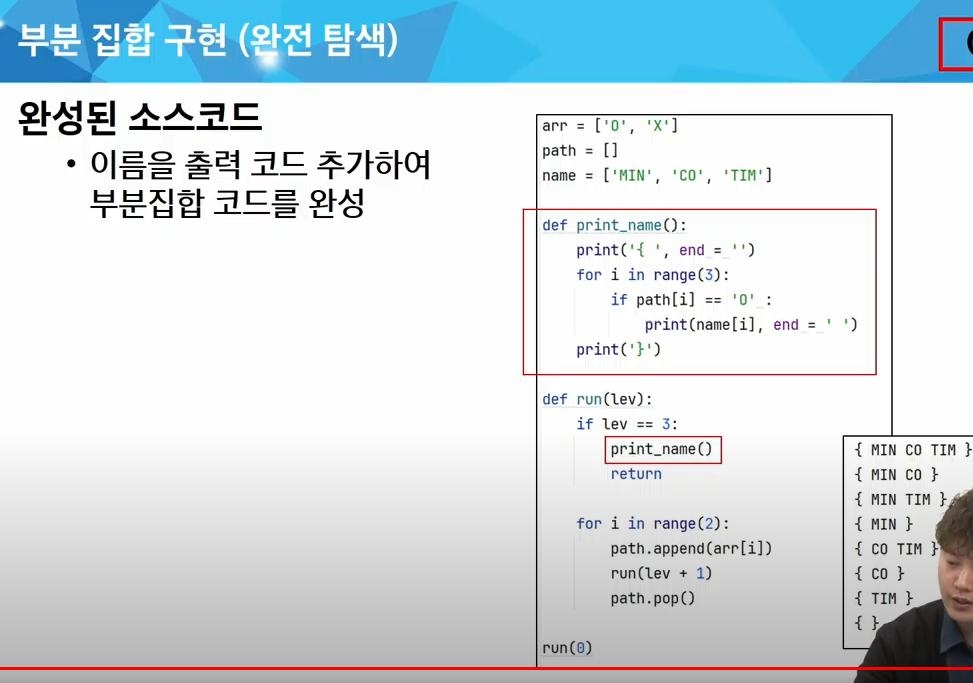 부분 집합 구현 (완전 탐색)
완성된 소스코드
• 이름을 출력 코드 추가하여
부분집합 코드를 완성
arr = ['O', 'X']
path = []
name = ['MIN', 'CO', 'TIM']
def print_name():
    print('{ ', end = '')
    for i in range(3):
        if path[i] == 'O' :
            print(name[i], end = ' ')
    print('}')
def run(lev):
    if lev == 3:
        print_name()
        return
    for i in range(2):
        path.append(arr[i])
        run(lev + 1)
        path.pop()
run(0)
{ MIN CO TIM }
{ MIN CO }
{ MIN TIM }
{ MIN }
{ CO TIM }
{ CO }
{ TIM }
{ }